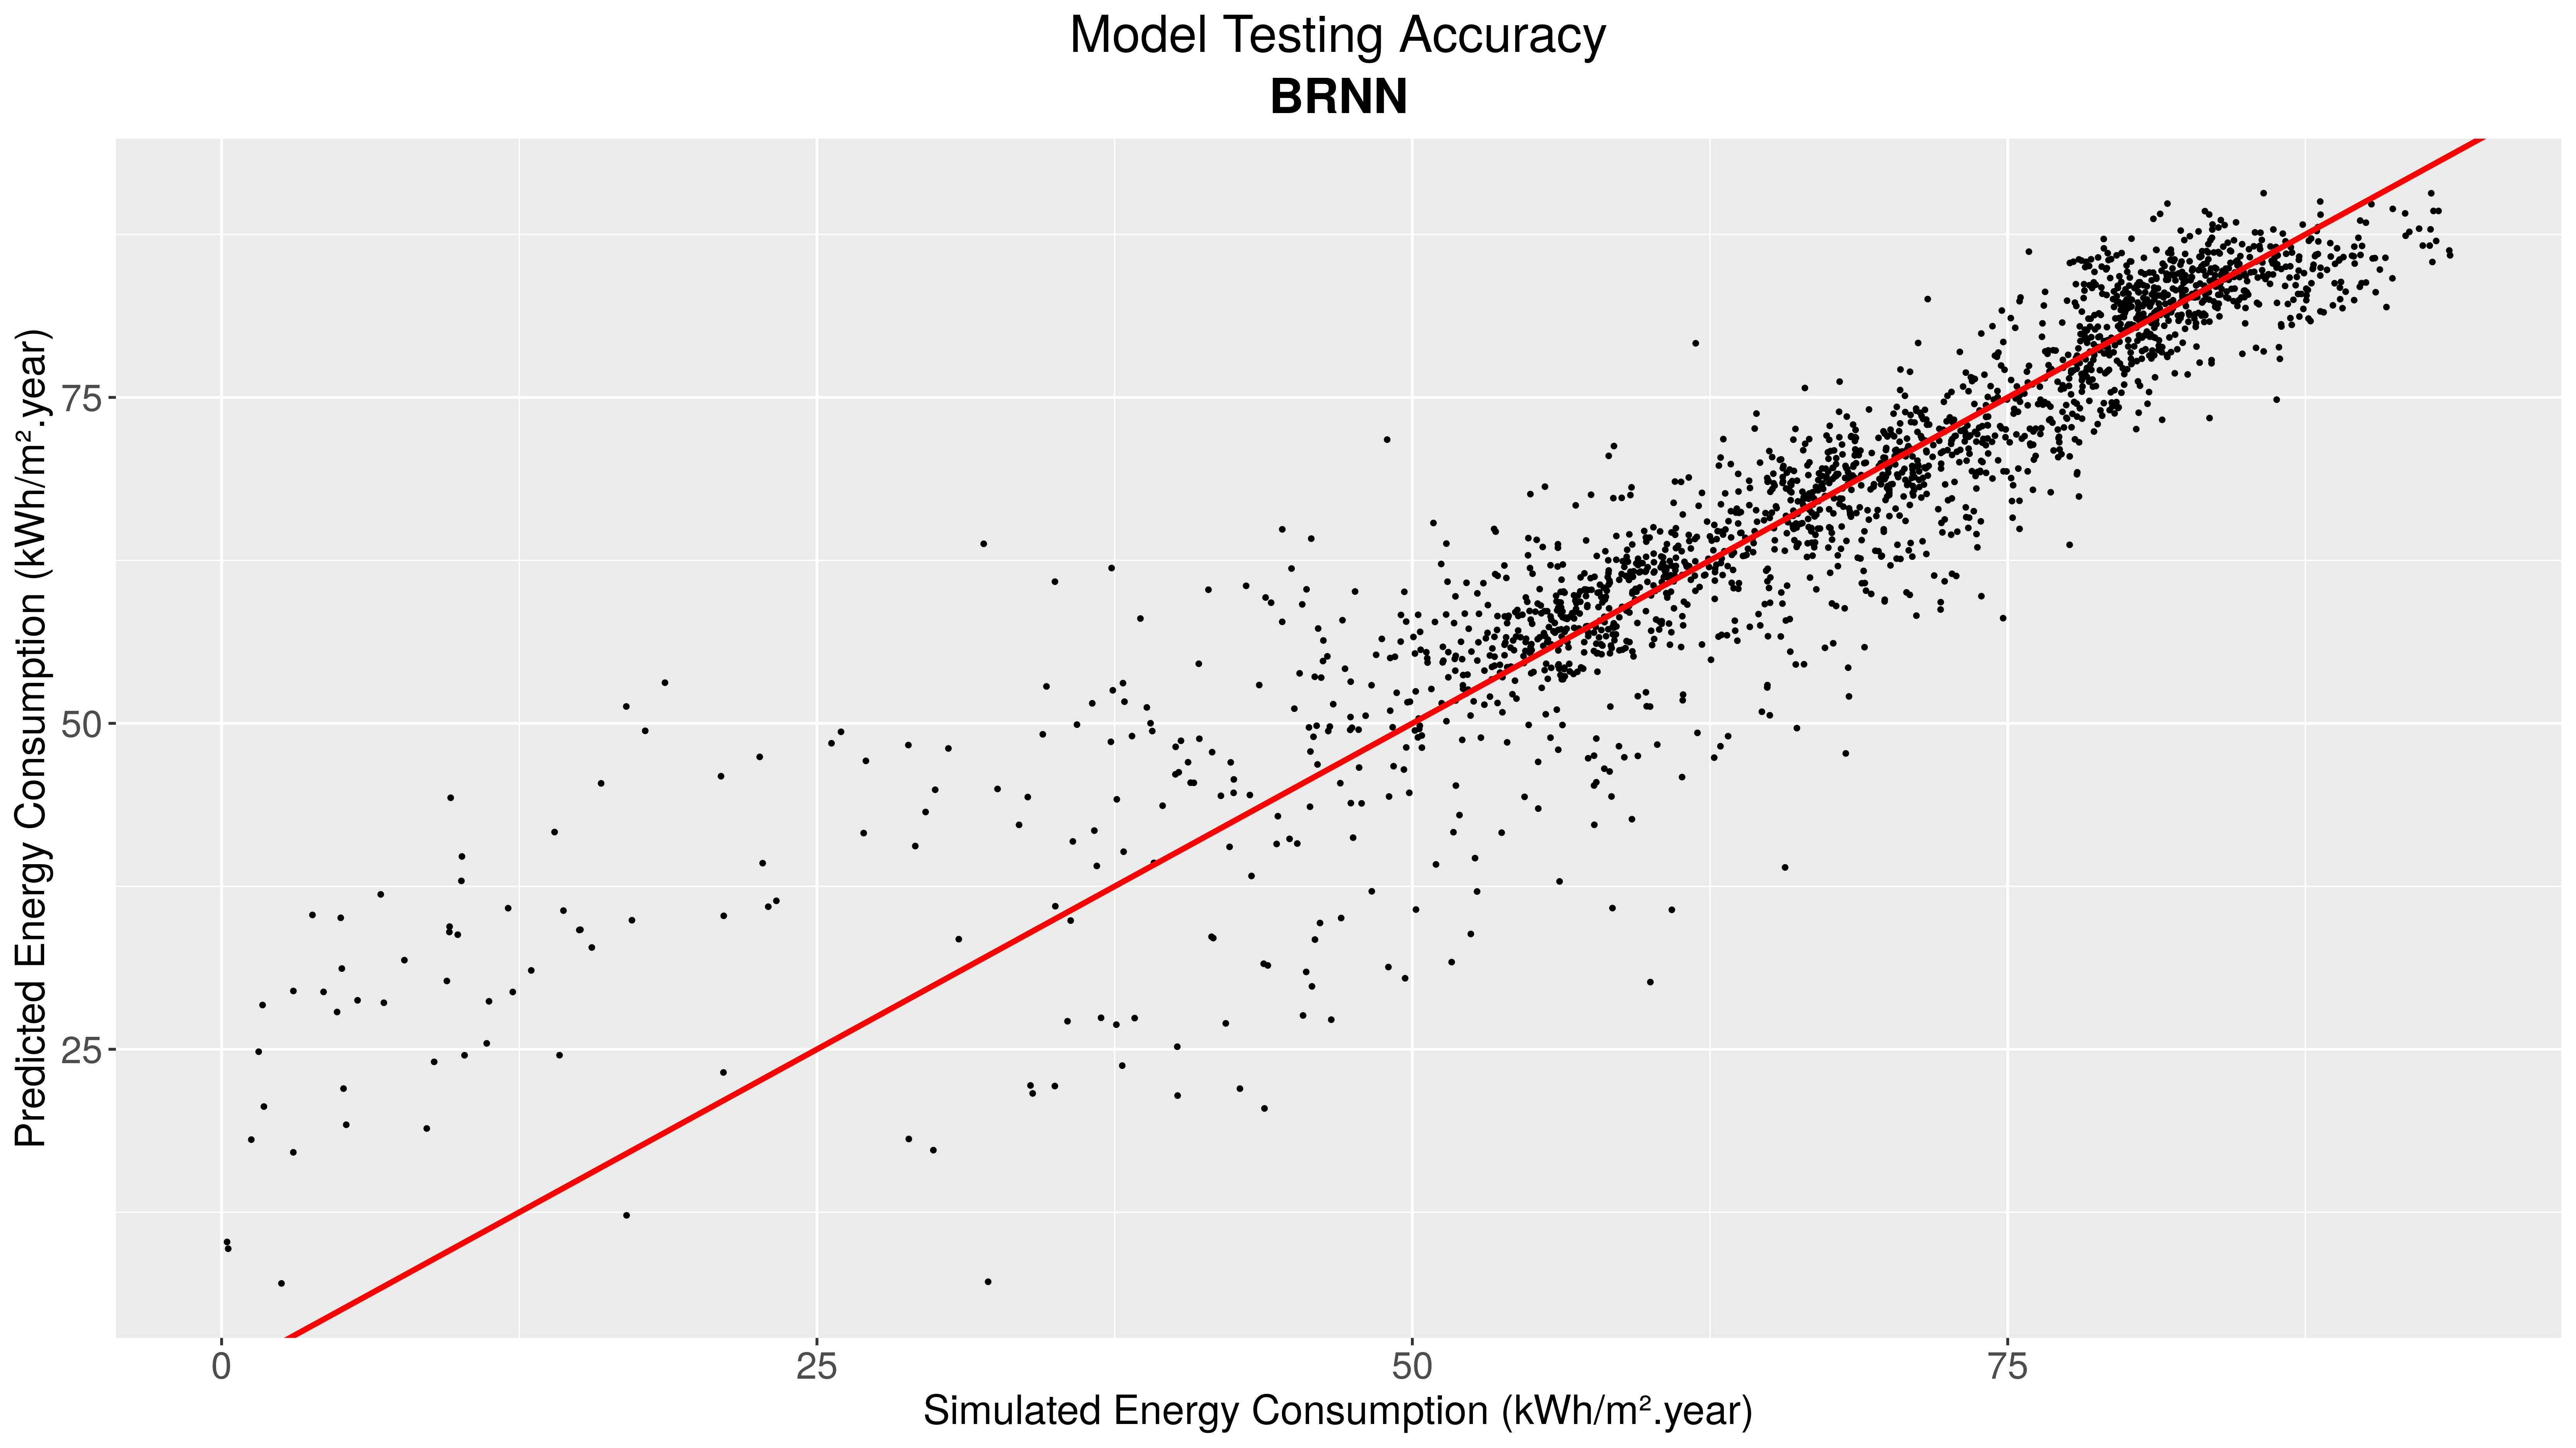 Model Testing Accuracy
BRNN
Predicted Energy Consumption (kWh/m².year)
75
50
25
0 25 50 75
Simulated Energy Consumption (kWh/m².year)